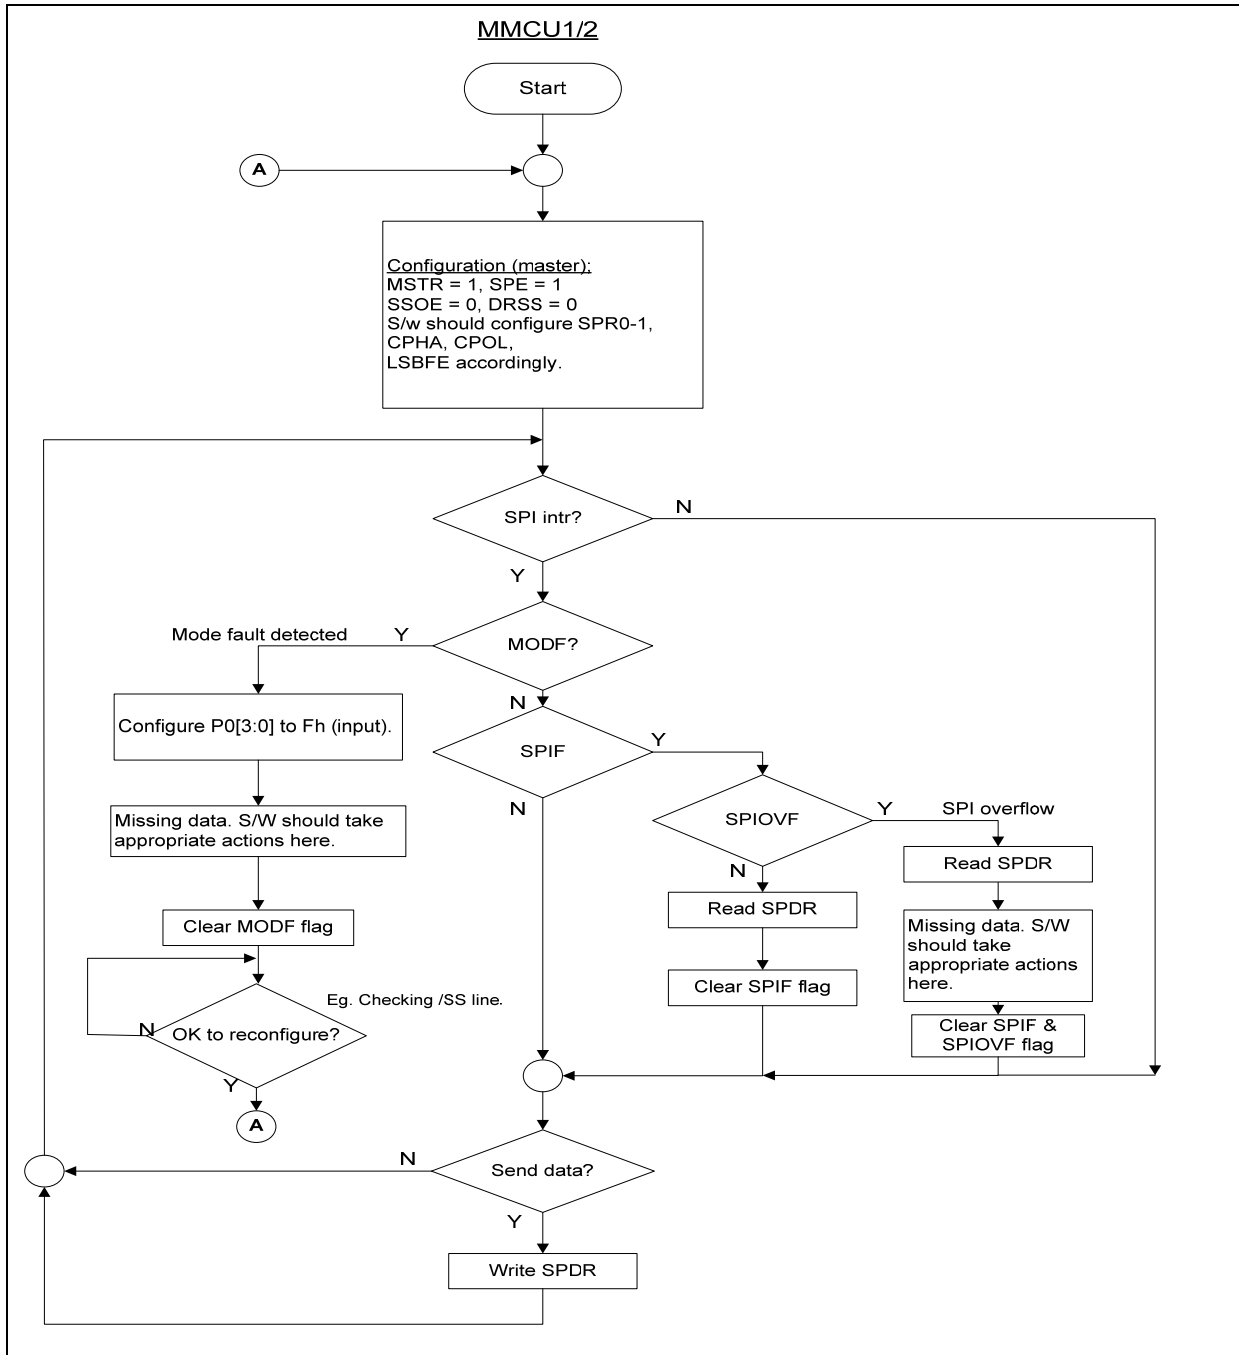 MMCU1/2
Start
A
Configuration (master);
MSTR = 1, SPE = 1
SSOE = 0, DRSS = 0
S/w should configure SPR0-1,
CPHA, CPOL,
LSBFE accordingly.
SPI intr?
N
Y
Mode fault detected
Y
MODF?
N
Configure P0[3:0] to Fh (input).
SPIF
Y
N
Missing data. S/W should take
appropriate actions here.
SPIOVF
Y
SPI overflow
N
Read SPDR
Read SPDR
Clear MODF flag
Missing data. S/W
should take
appropriate actions
here.
Clear SPIF flag
Eg. Checking /SS line.
N
OK to reconfigure?
Y
Clear SPIF &
SPIOVF flag
A
N
Send data?
Y
Write SPDR